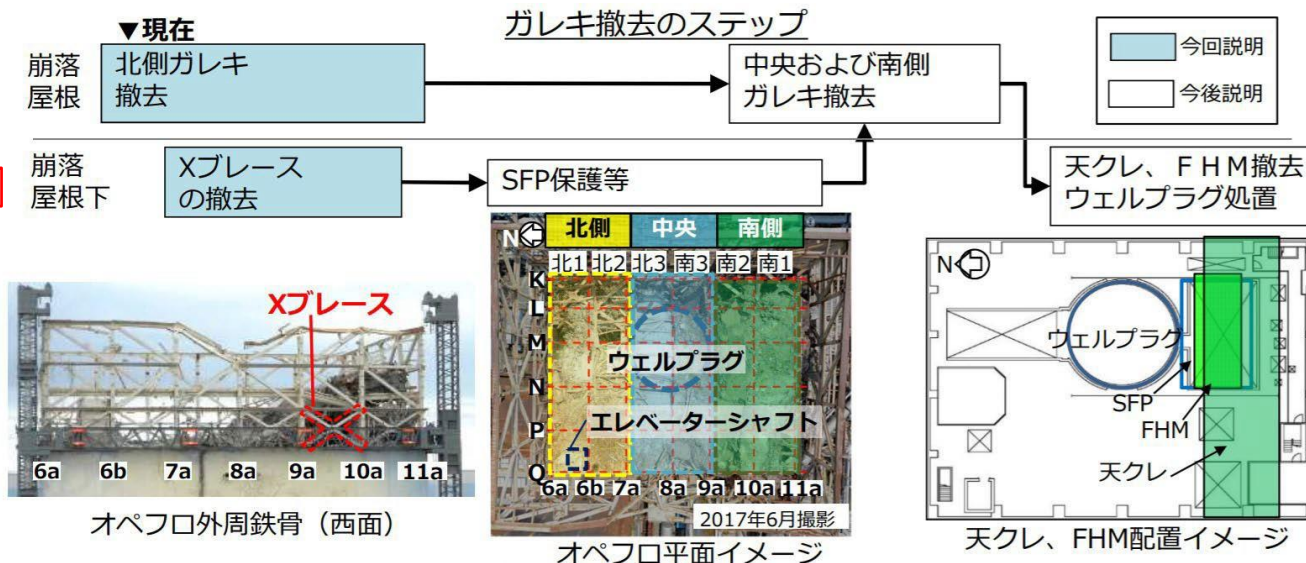 ガレキ撤去のステップ
▼現在
崩落
屋根
北側ガレキ
撤去
中央および南側
ガレキ撤去
今回説明
今後説明
崩落
屋根下
Xブレース
の撤去
SFP保護等
天クレ、ＦＨＭ撤去
ウェルプラグ処置
Xブレース
6a 6b 7a 8a 9a 10a 11a
オペフロ外周鉄骨（西面）
N
北側 中央 南側
北1 北2 北3 南3 南2 南1
K
L
M
N
P
Q
ウェルプラグ
エレベーターシャフト
6a 6b 7a 8a 9a 10a 11a
2017年6月撮影
オペフロ平面イメージ
N
ウェルプラグ
SFP
FHM
天クレ
天クレ、FHM配置イメージ